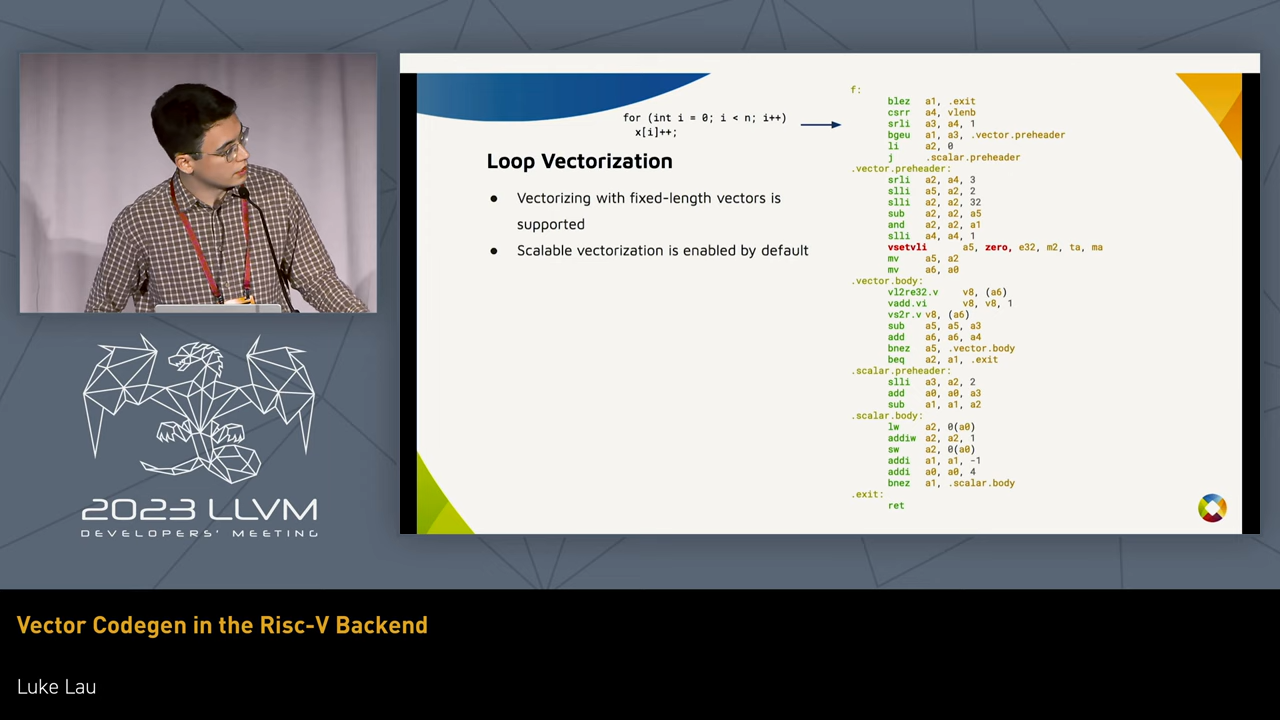 for (int i = 0; i < n; i++)
x[i]++;
Loop Vectorization
● Vectorizing with fixed-length vectors is
supported
● Scalable vectorization is enabled by default
f:
blez a1, .exit
csrr a4, vlenb
srli a3, a4, 1
bgeu a1, a3, .vector.preheader
li a2, 0
j .scalar.preheader
.vector.preheader:
srli a2, a4, 3
slli a5, a2, 2
slli a2, a2, 32
sub a2, a2, a5
and a2, a2, a1
slli a4, a4, 1
vsetvli a5, zero, e32, m2, ta, ma
mv a5, a2
mv a6, a0
.vector.body:
vl2re32.v v8, (a6)
vadd.vi v8, v8, 1
vs2r.v v8, (a6)
sub a5, a5, a3
add a6, a6, a4
bnez a5, .vector.body
beq a2, a1, .exit
.scalar.preheader:
slli a3, a2, 2
add a0, a0, a3
sub a1, a1, a2
.scalar.body:
lw a2, 0(a0)
addiw a2, a2, 1
sw a2, 0(a0)
addi a1, a1, -1
addi a0, a0, 4
bnez a1, .scalar.body
.exit:
ret
2023 LLVM
DEVELOPERS' MEETING
Vector Codegen in the Risc-V Backend
Luke Lau